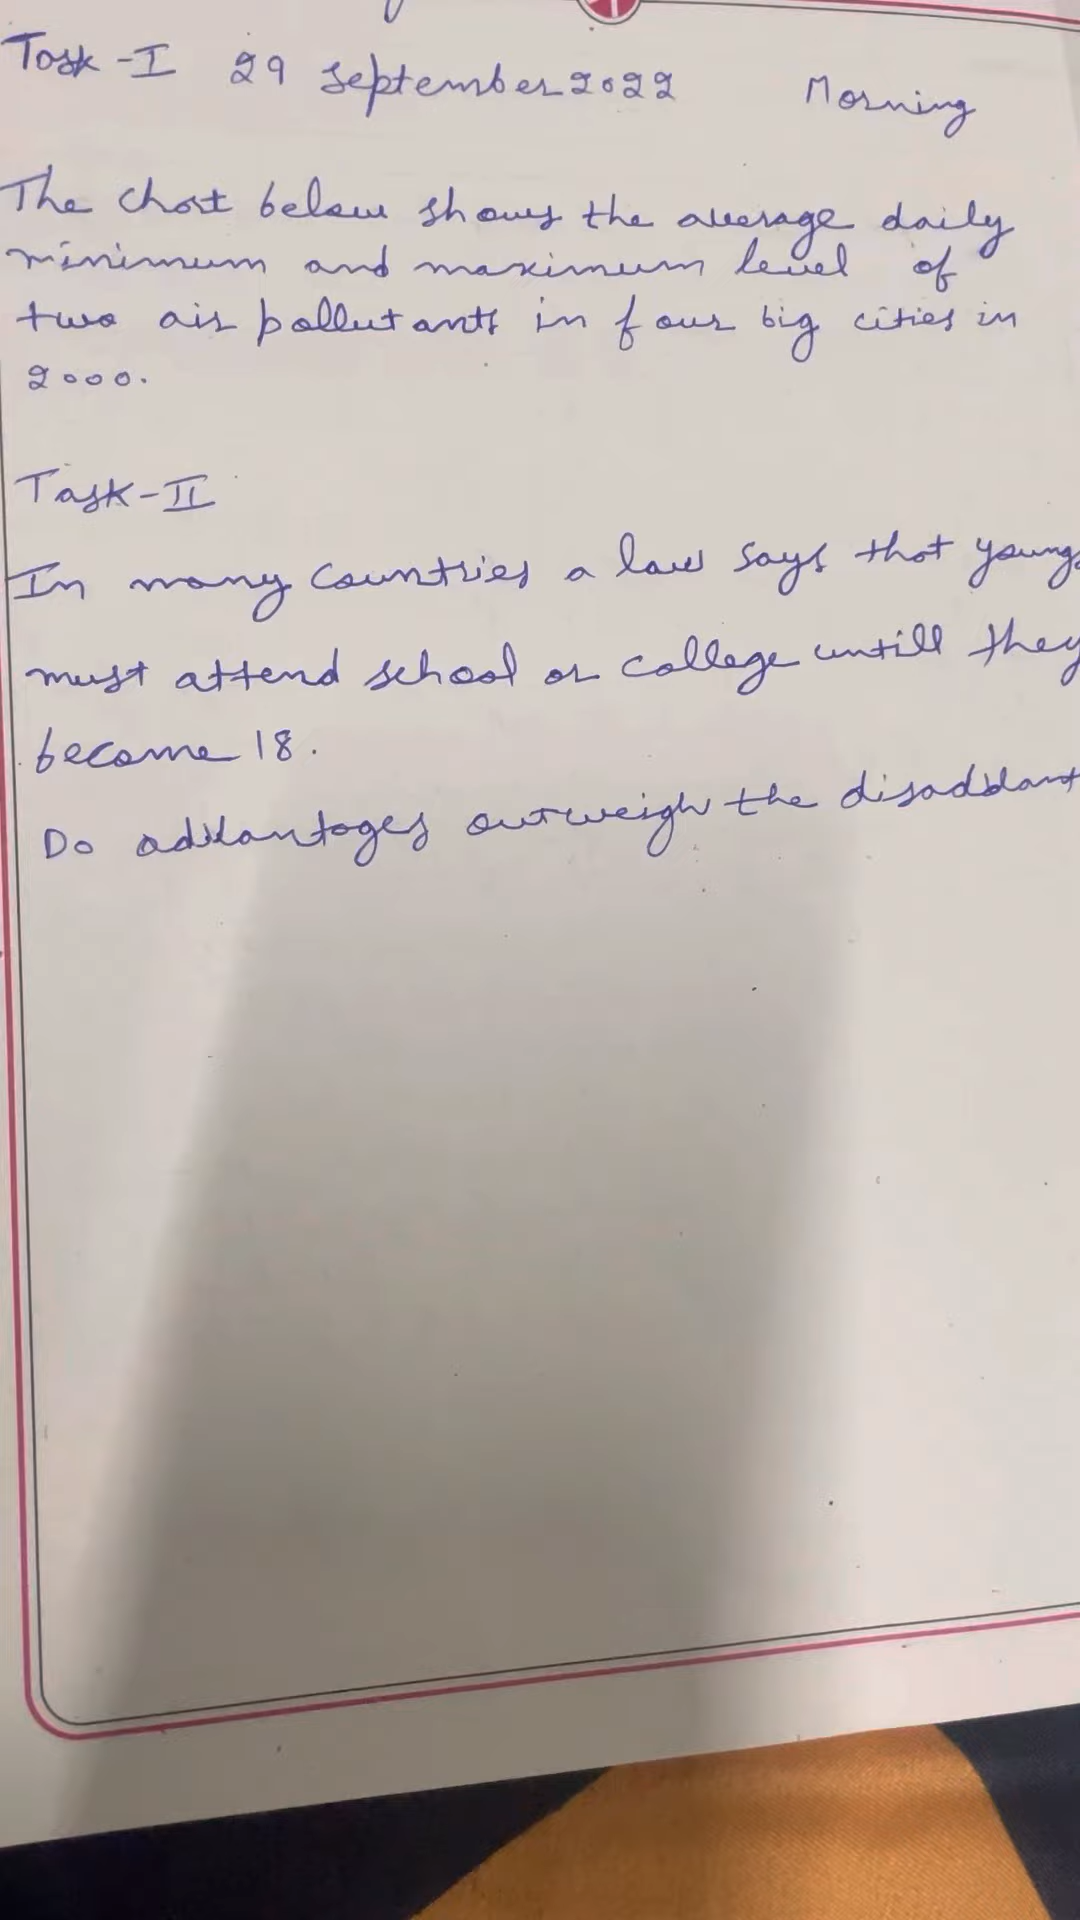 Task-I 29 September 2022 Morning
The chart below shows the average daily
minimum and maximum level of
two air pollutants in four big cities in
2000.
Task-II
In many countries a law says that young
must attend school or college untill they
become 18.
Do advantages outweigh the disadvant